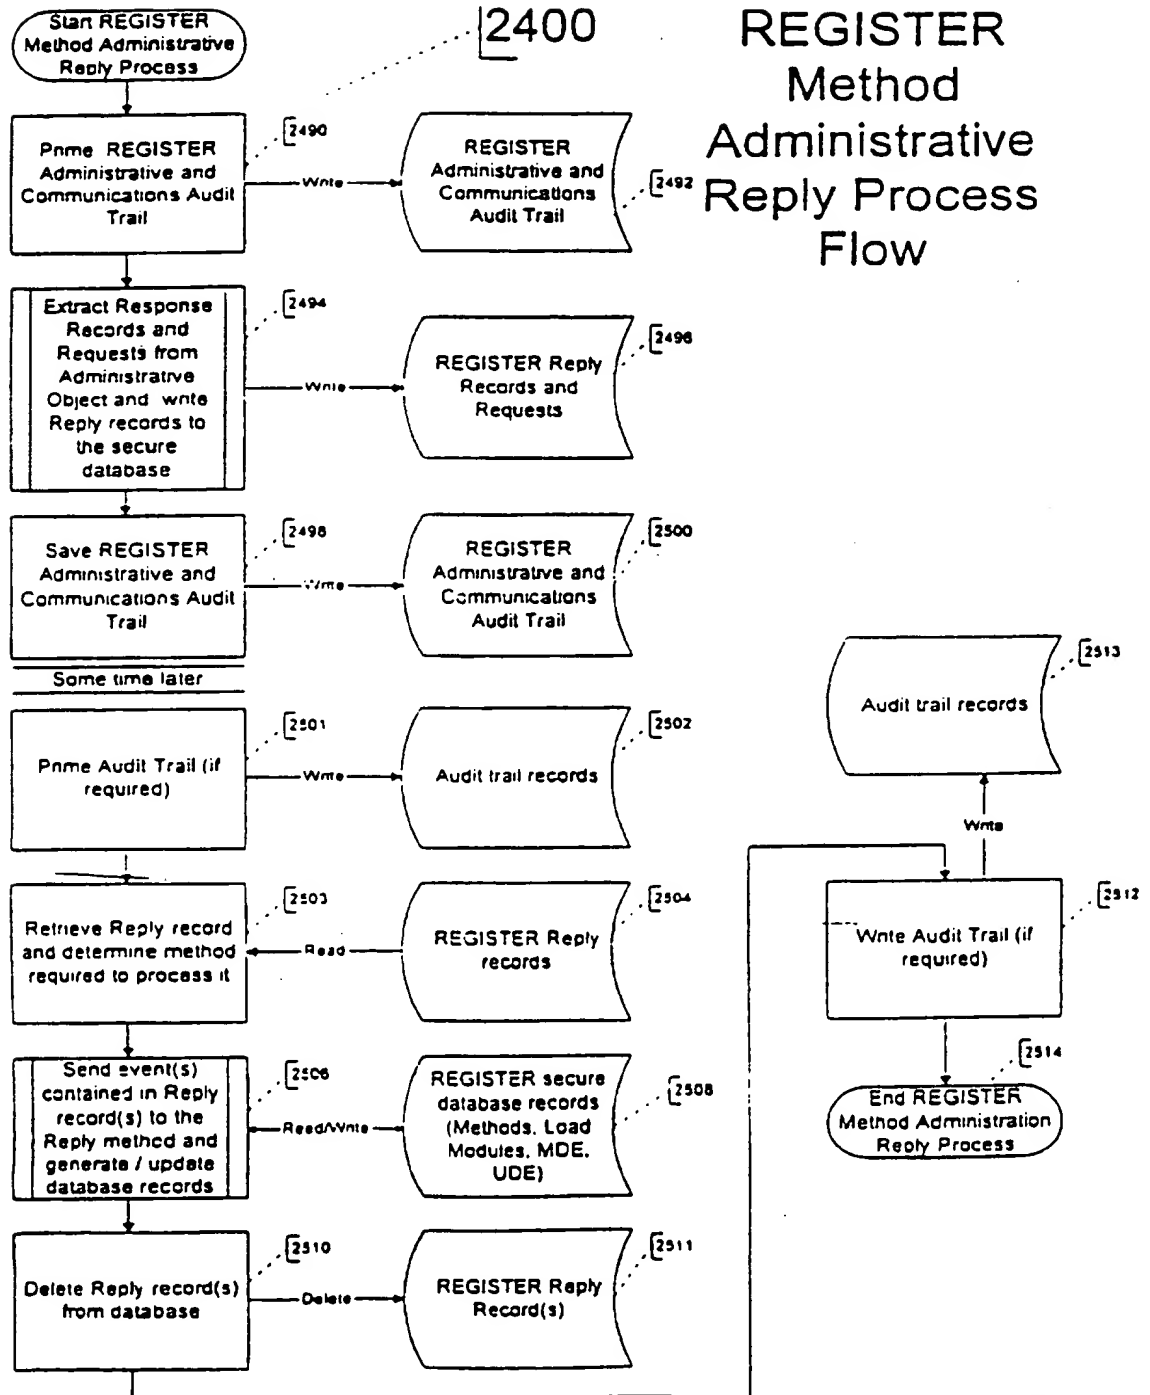 Start REGISTER
Method Administrative
Reply Process
2400
REGISTER
Method
Administrative
Reply Process
Flow
Prime REGISTER
Administrative and
Communications Audit
Trail
2490
Write
REGISTER
Administrative and
Communications
Audit Trail
2492
Extract Response
Records and
Requests from
Administrative
Object and write
Reply records to
the secure
database
2494
Write
REGISTER Reply
Records and
Requests
2496
Save REGISTER
Administrative and
Communications Audit
Trail
2498
Write
REGISTER
Administrative and
Communications
Audit Trail
2500
Some time later
Prime Audit Trail (if
required)
2501
Write
Audit trail records
2502
Retrieve Reply record
and determine method
required to process it
2503
Read
REGISTER Reply
records
2504
Send event(s)
contained in Reply
record(s) to the
Reply method and
generate / update
database records
2506
Read/Write
REGISTER secure
database records
(Methods, Load
Modules, MDE,
UDE)
2508
Delete Reply record(s)
from database
2510
Delete
REGISTER Reply
Record(s)
2511
Audit trail records
2513
Write
Write Audit Trail (if
required)
2512
2514
End REGISTER
Method Administration
Reply Process